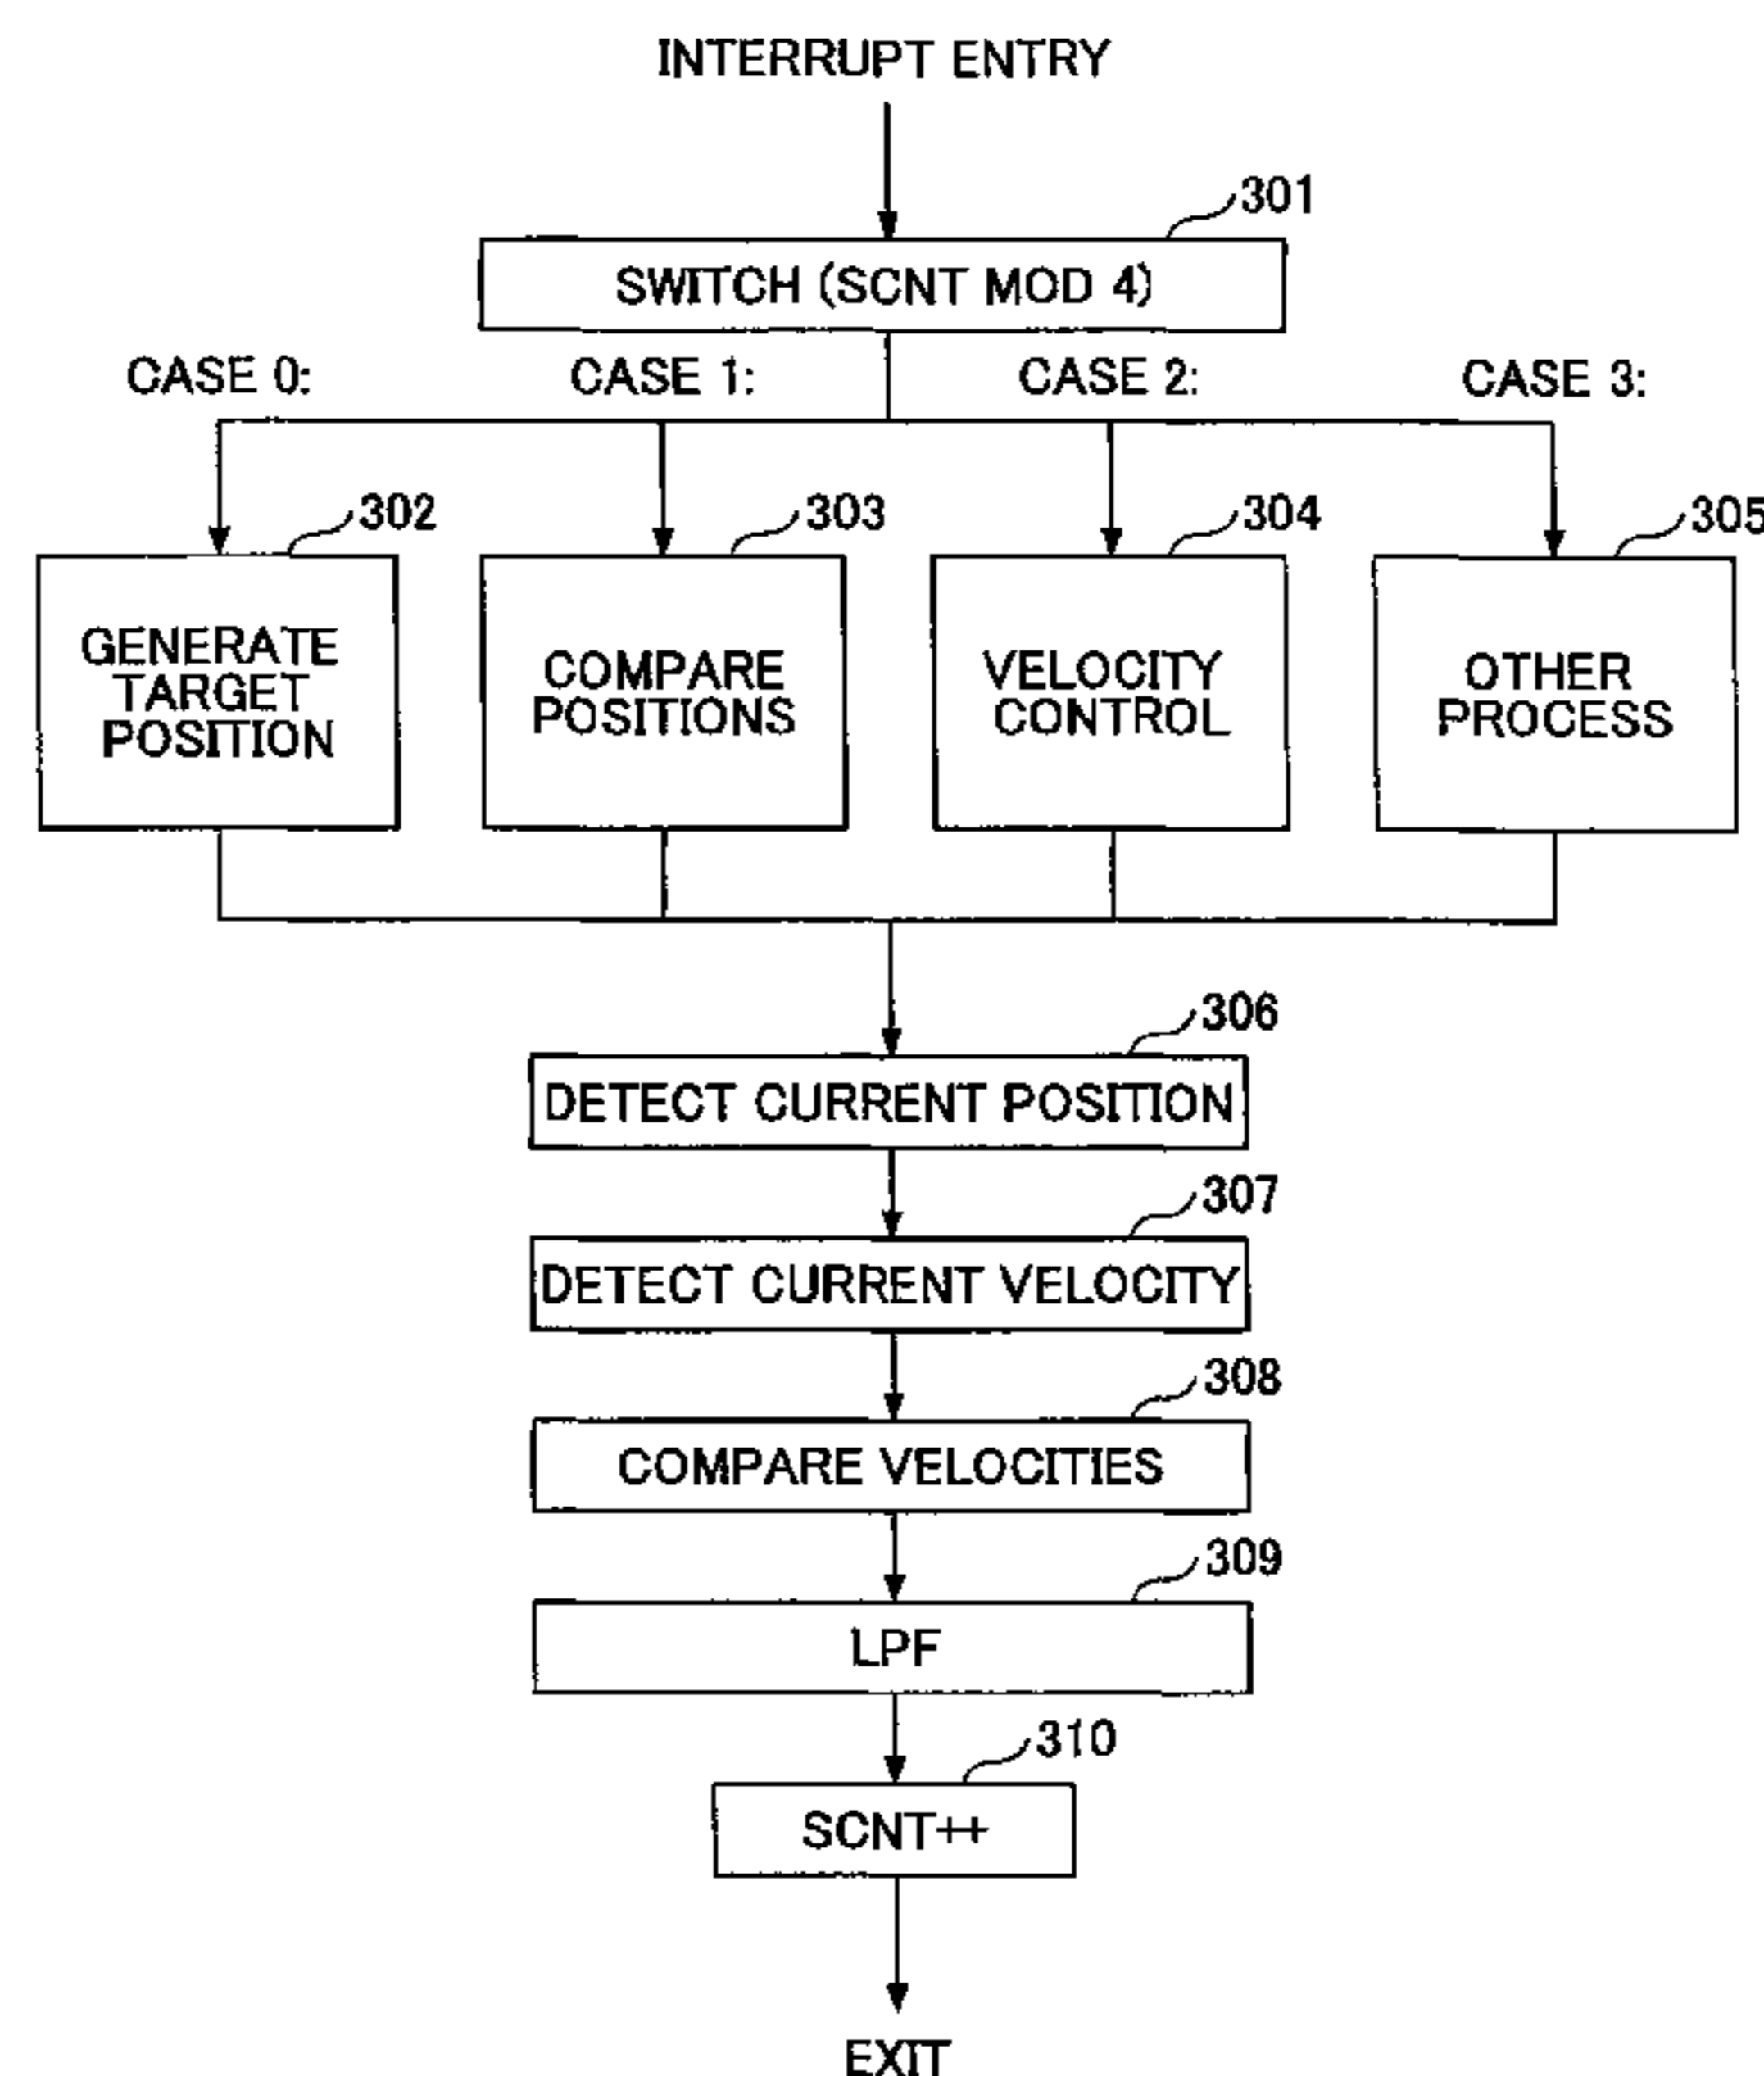 INTERRUPT ENTRY
301
SWITCH (SCNT MOD 4)
CASE 0:
CASE 1:
CASE 2:
CASE 3:
302
303
304
305
GENERATE
TARGET
POSITION
COMPARE
POSITIONS
VELOCITY
CONTROL
OTHER
PROCESS
306
DETECT CURRENT POSITION
307
DETECT CURRENT VELOCITY
308
COMPARE VELOCITIES
309
LPF
310
SCNT++
EXIT